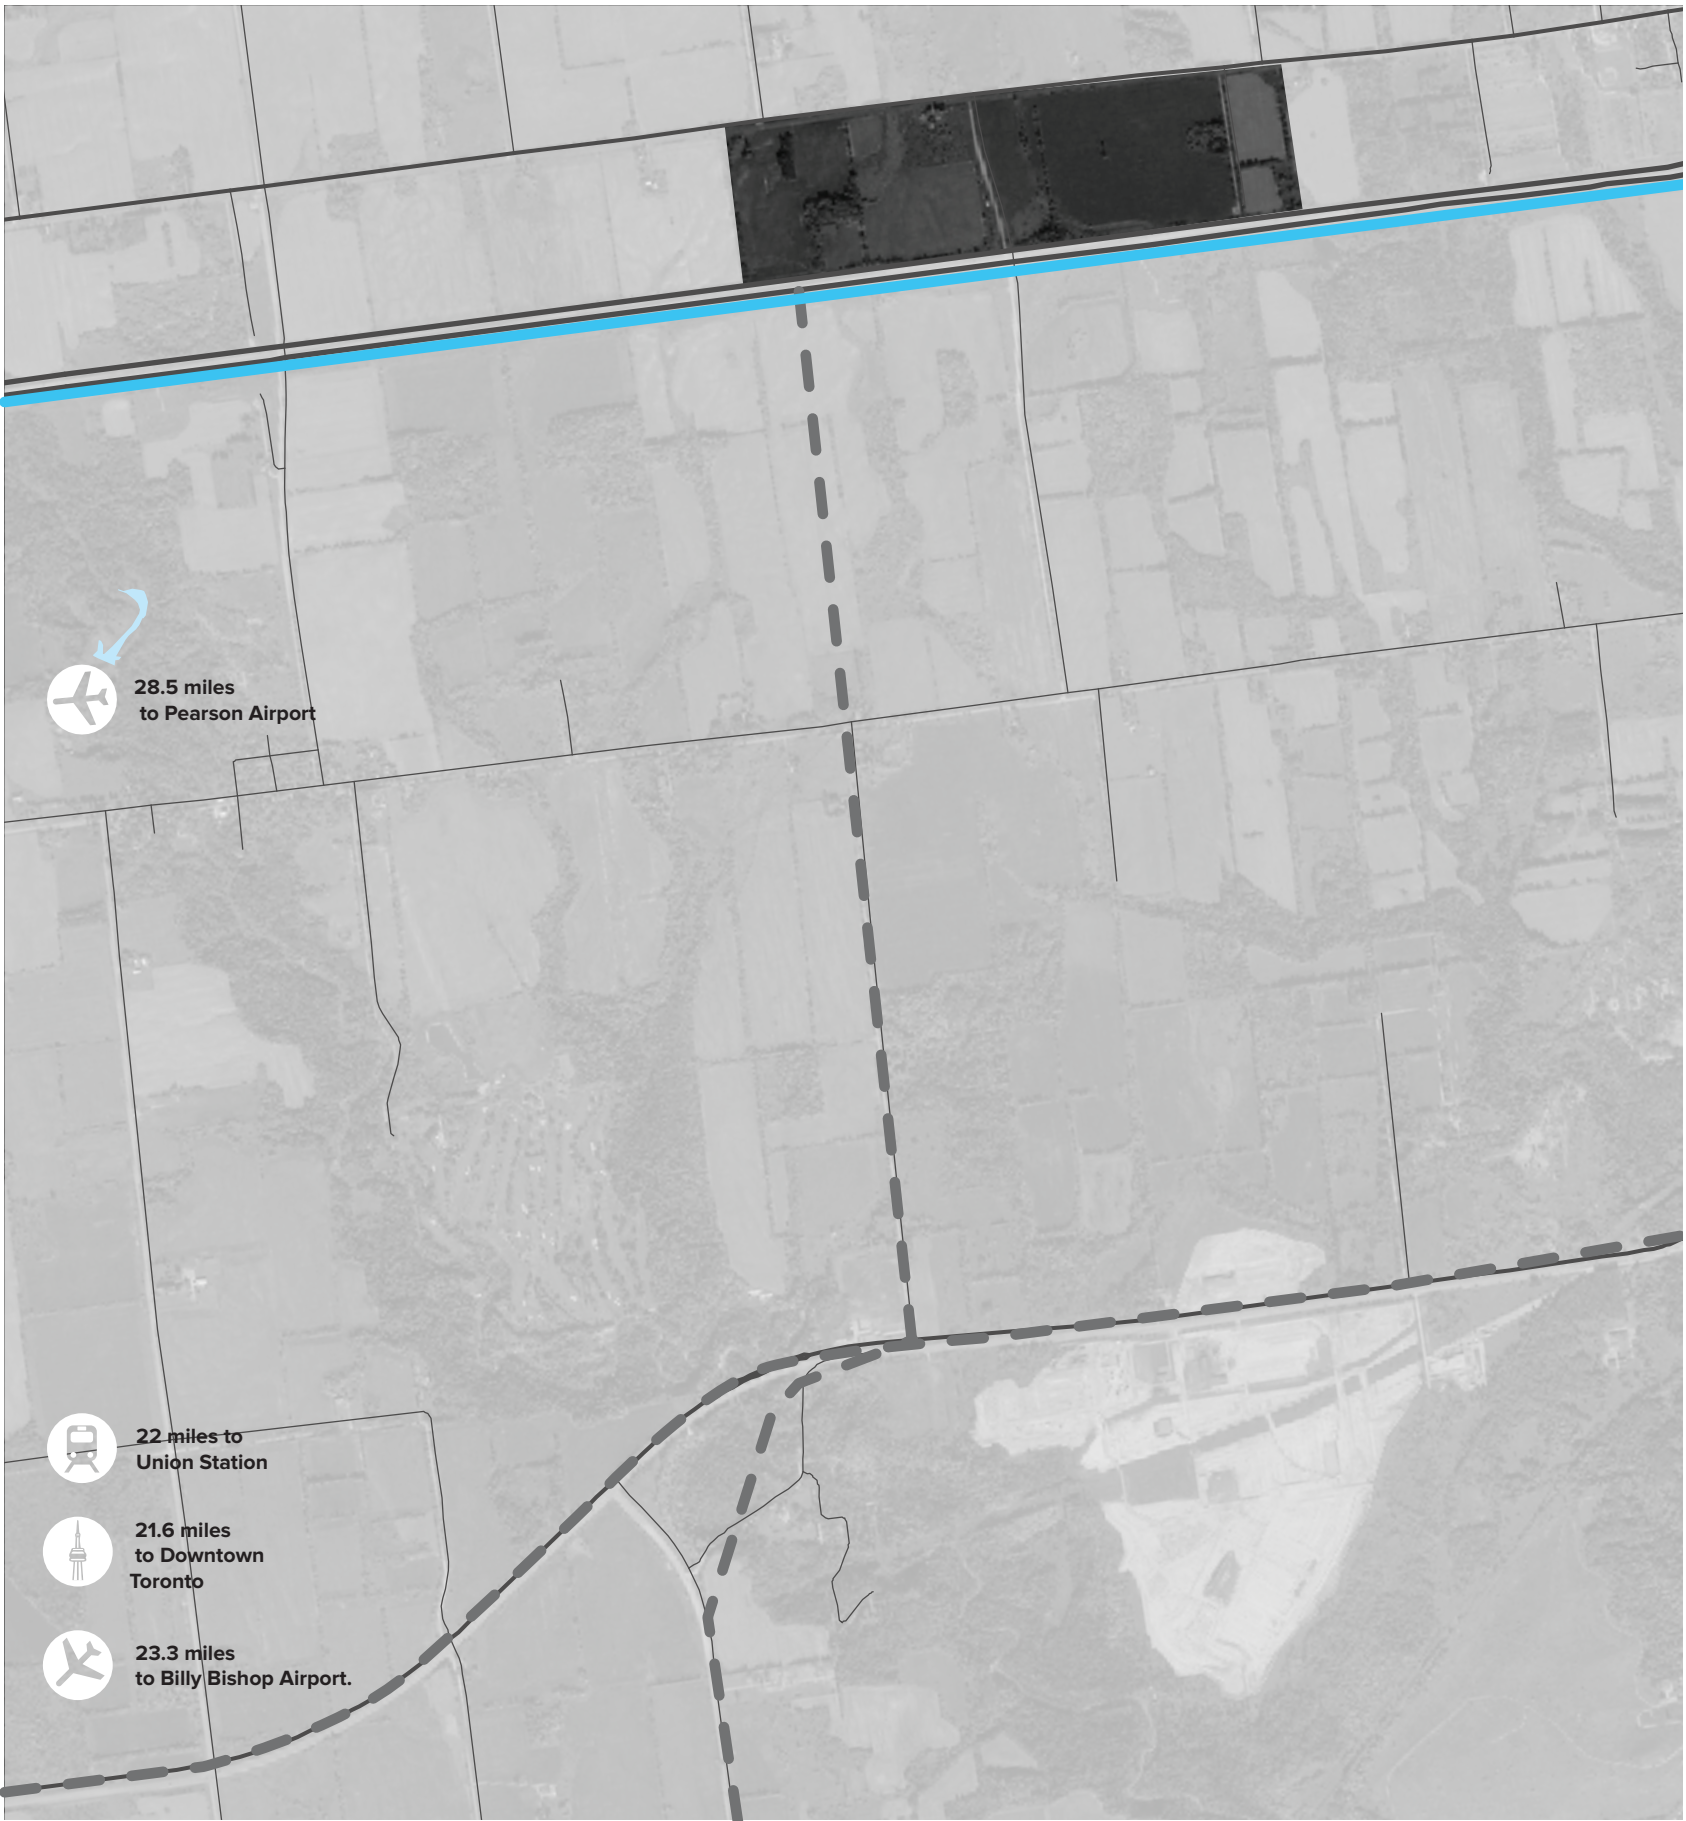 28.5 miles
to Pearson Airport
22 miles to
Union Station
21.6 miles
to Downtown
Toronto
23.3 miles
to Billy Bishop Airport.